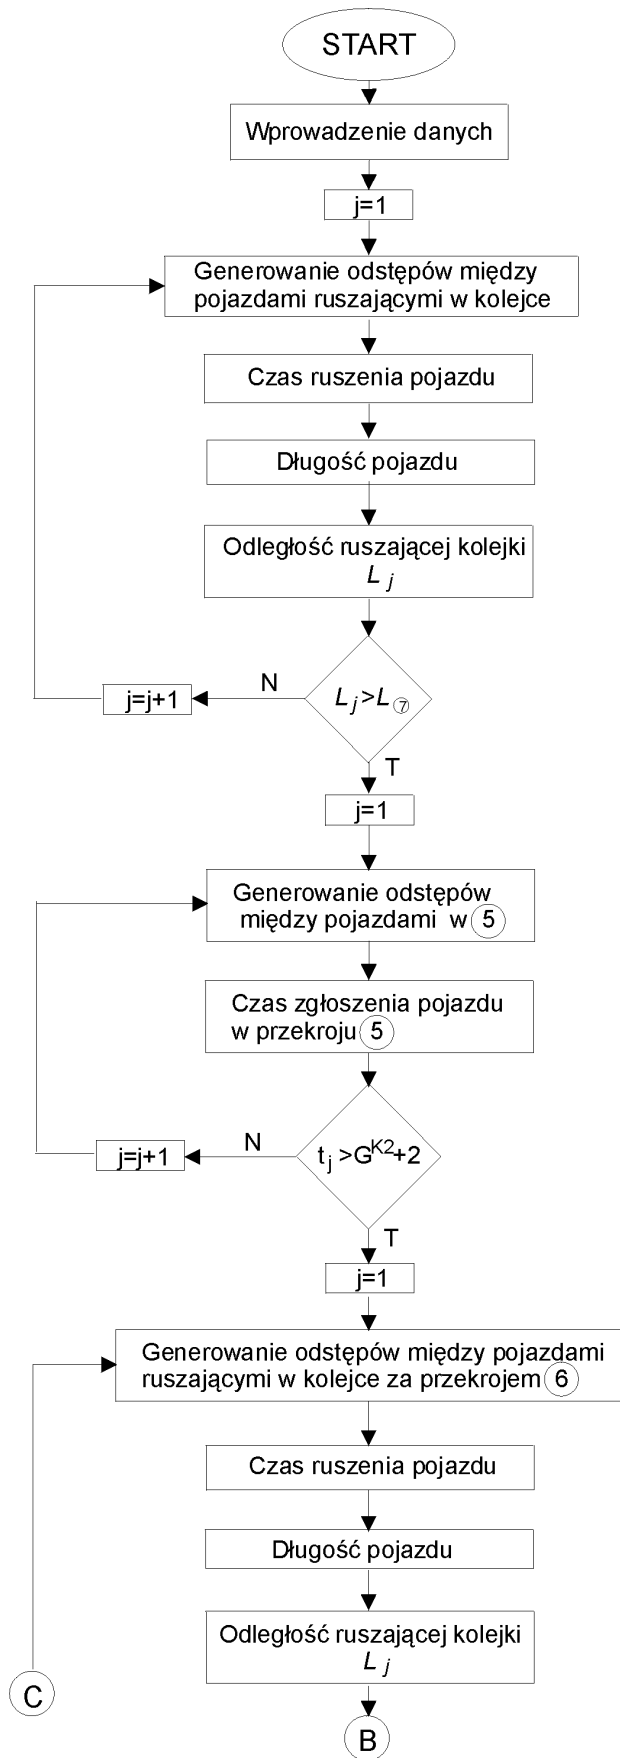 START
Wprowadzenie danych
j=1
Generowanie odstępów między
pojazdami ruszającymi w kolejce
Czas ruszenia pojazdu
Długość pojazdu
Odległość ruszającej kolejki
L j
N
j=j+1
L j >L ⑦
T
j=1
Generowanie odstępów
między pojazdami w ⑤
Czas zgłoszenia pojazdu
w przekroju ⑤
N
j=j+1
t j >G^K2+2
T
j=1
Generowanie odstępów między pojazdami
ruszającymi w kolejce za przekrojem ⑥
Czas ruszenia pojazdu
Długość pojazdu
Odległość ruszającej kolejki
L j
C
B